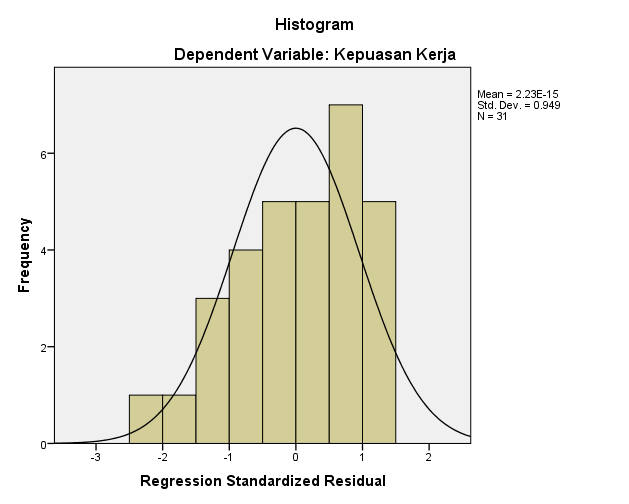 Histogram
Dependent Variable: Kepuasan Kerja
Mean = 2.23E-15
Std. Dev. = 0.949
N = 31
Frequency
6
4
2
0
-3 -2 -1 0 1 2
Regression Standardized Residual